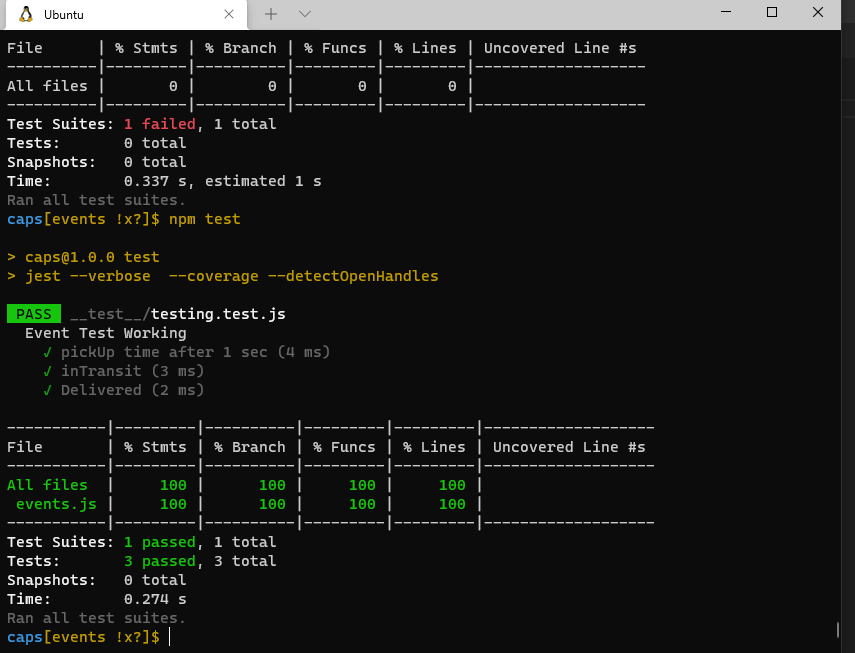 Ubuntu
File      | % Stmts | % Branch | % Funcs | % Lines | Uncovered Line #s
----------|---------|----------|---------|---------|-------------------
All files |       0 |        0 |       0 |       0 |
----------|---------|----------|---------|---------|-------------------
Test Suites: 1 failed, 1 total
Tests:       0 total
Snapshots:   0 total
Time:        0.337 s, estimated 1 s
Ran all test suites.
caps[events !x?]$ npm test
> caps@1.0.0 test
> jest --verbose  --coverage --detectOpenHandles
PASS __test__/testing.test.js
  Event Test Working
    ✓ pickUp time after 1 sec (4 ms)
    ✓ inTransit (3 ms)
    ✓ Delivered (2 ms)
-----------|---------|----------|---------|---------|-------------------
File       | % Stmts | % Branch | % Funcs | % Lines | Uncovered Line #s
-----------|---------|----------|---------|---------|-------------------
All files  |     100 |      100 |     100 |     100 |
 events.js |     100 |      100 |     100 |     100 |
-----------|---------|----------|---------|---------|-------------------
Test Suites: 1 passed, 1 total
Tests:       3 passed, 3 total
Snapshots:   0 total
Time:        0.274 s
Ran all test suites.
caps[events !x?]$